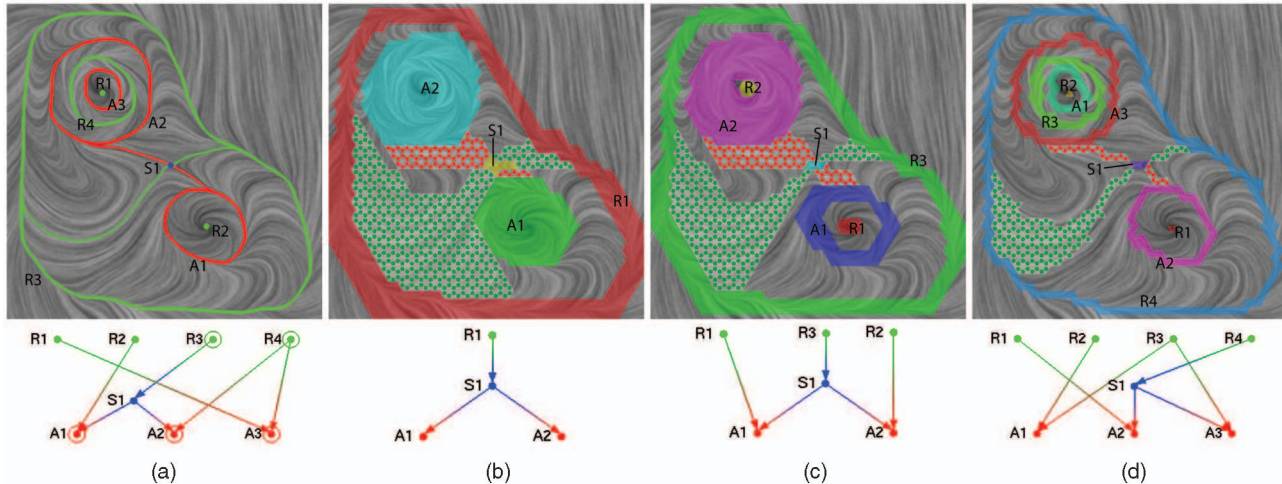 R1
A3
R4
A2
S1
R2
A1
R3
A2
S1
R1
A1
R2
S1
A2
R3
A1
R1
R2
A1
R3
A3
S1
R1
A2
R4
R1 R2 R3 R4
S1
A1 A2 A3
R1
S1
A1 A2
R1 R3 R2
S1
A1 A2
R1 R2 R3 R4
S1
A1 A2 A3
(a) (b) (c) (d)